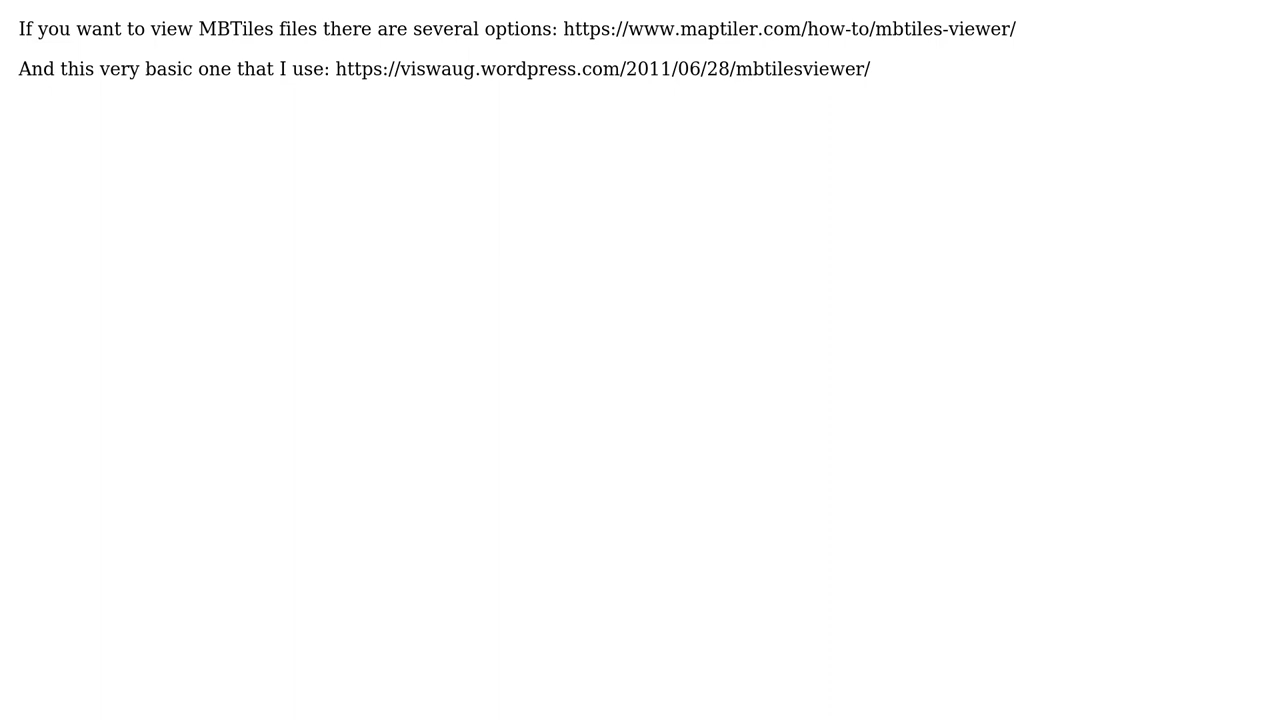 If you want to view MBTiles files there are several options: https://www.maptiler.com/how-to/mbtiles-viewer/
And this very basic one that I use: https://viswaug.wordpress.com/2011/06/28/mbtilesviewer/